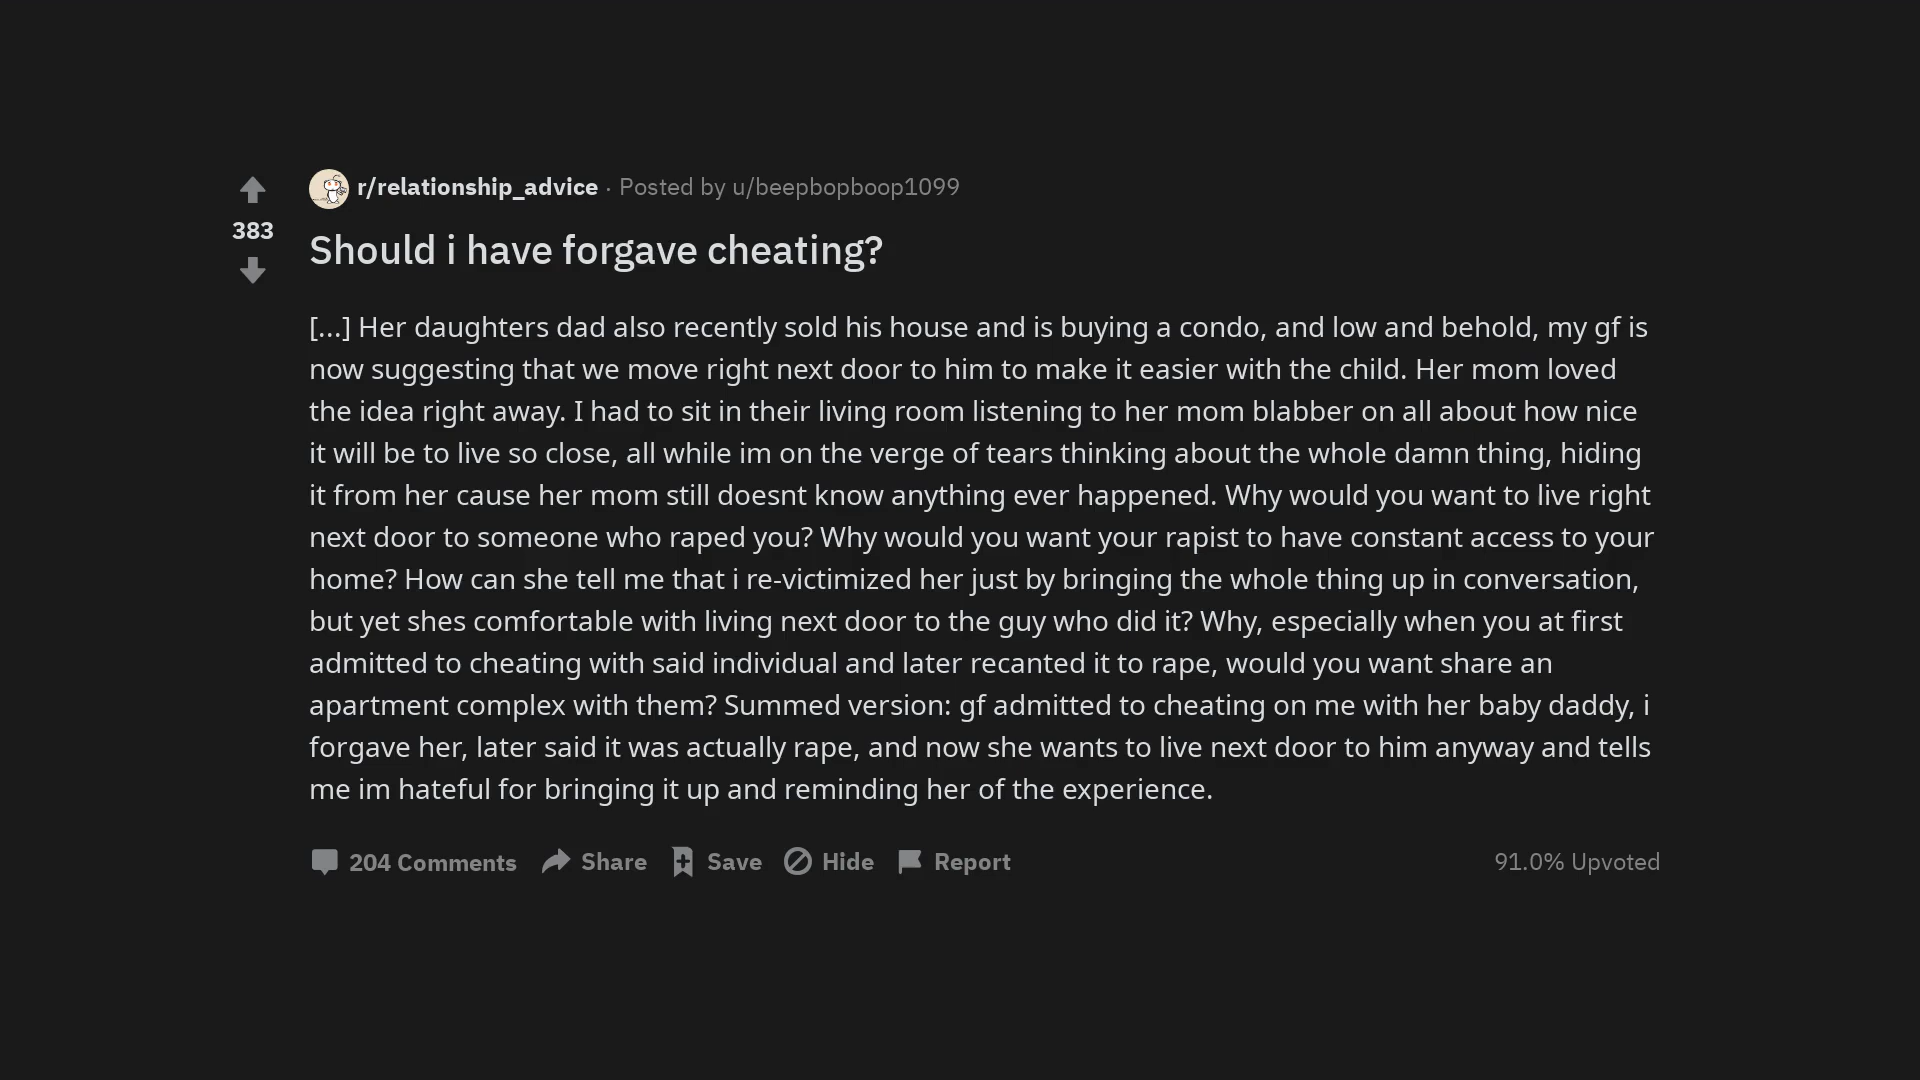 r/relationship_advice · Posted by u/beepbopboop1099
383
Should i have forgave cheating?
[...] Her daughters dad also recently sold his house and is buying a condo, and low and behold, my gf is
now suggesting that we move right next door to him to make it easier with the child. Her mom loved
the idea right away. I had to sit in their living room listening to her mom blabber on all about how nice
it will be to live so close, all while im on the verge of tears thinking about the whole damn thing, hiding
it from her cause her mom still doesnt know anything ever happened. Why would you want to live right
next door to someone who raped you? Why would you want your rapist to have constant access to your
home? How can she tell me that i re-victimized her just by bringing the whole thing up in conversation,
but yet shes comfortable with living next door to the guy who did it? Why, especially when you at first
admitted to cheating with said individual and later recanted it to rape, would you want share an
apartment complex with them? Summed version: gf admitted to cheating on me with her baby daddy, i
forgave her, later said it was actually rape, and now she wants to live next door to him anyway and tells
me im hateful for bringing it up and reminding her of the experience.
204 Comments Share Save Hide Report 91.0% Upvoted